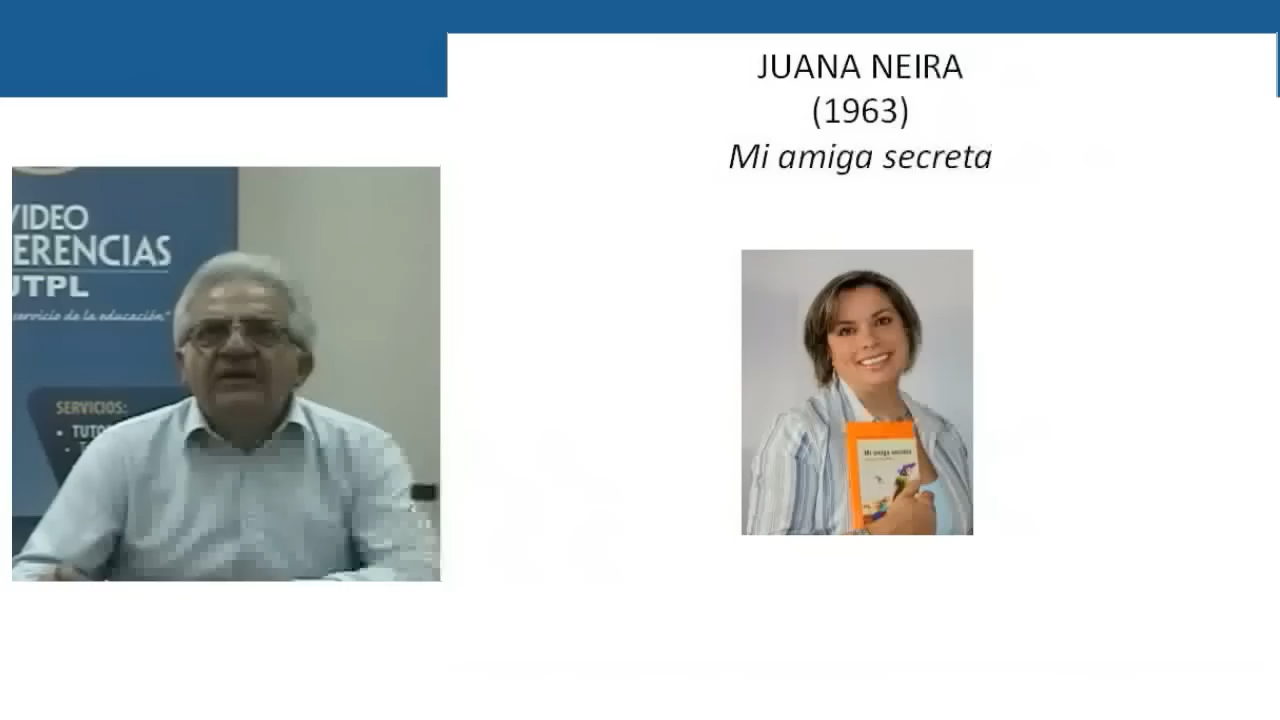 JUANA NEIRA
(1963)
Mi amiga secreta
VIDEO
ERENCIAS
UTPL
servicio de la educación"
SERVICIOS:
Mi amiga secreta